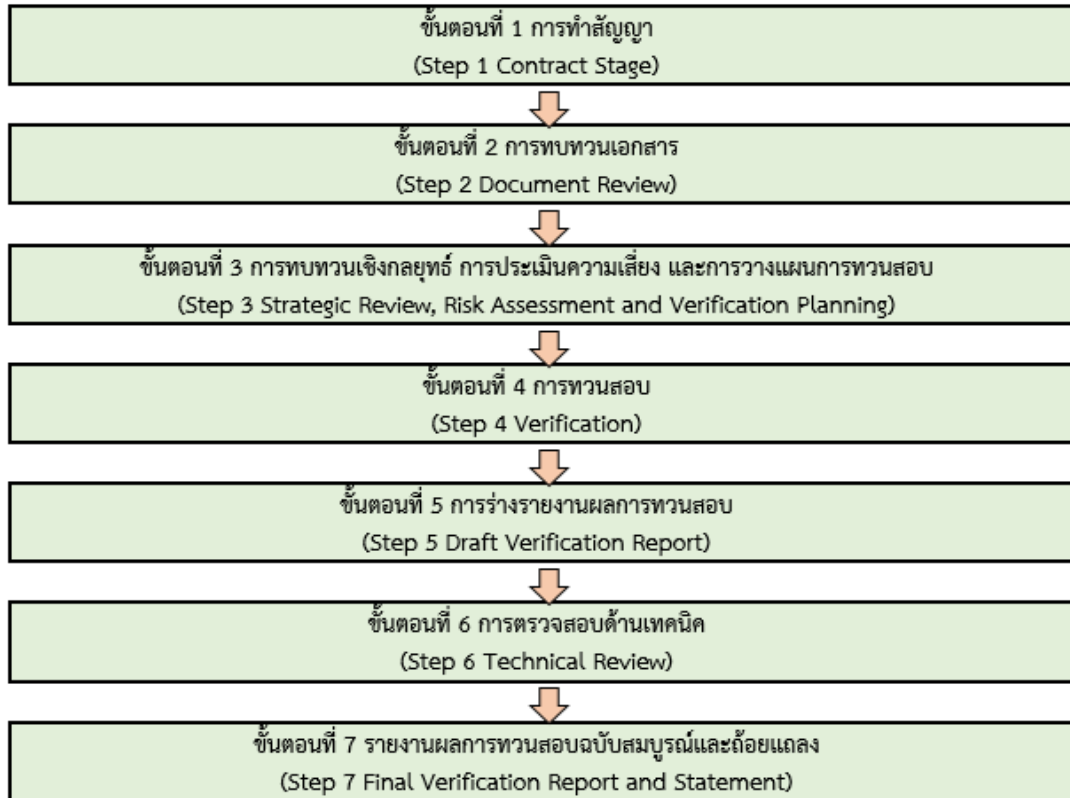 ขั้นตอนที่ 1 การทำสัญญา
(Step 1 Contract Stage)
ขั้นตอนที่ 2 การทบทวนเอกสาร
(Step 2 Document Review)
ขั้นตอนที่ 3 การทบทวนเชิงกลยุทธ์ การประเมินความเสี่ยง และการวางแผนการทวนสอบ
(Step 3 Strategic Review, Risk Assessment and Verification Planning)
ขั้นตอนที่ 4 การทวนสอบ
(Step 4 Verification)
ขั้นตอนที่ 5 การร่างรายงานผลการทวนสอบ
(Step 5 Draft Verification Report)
ขั้นตอนที่ 6 การตรวจสอบด้านเทคนิค
(Step 6 Technical Review)
ขั้นตอนที่ 7 รายงานผลการทวนสอบฉบับสมบูรณ์และถ้อยแถลง
(Step 7 Final Verification Report and Statement)